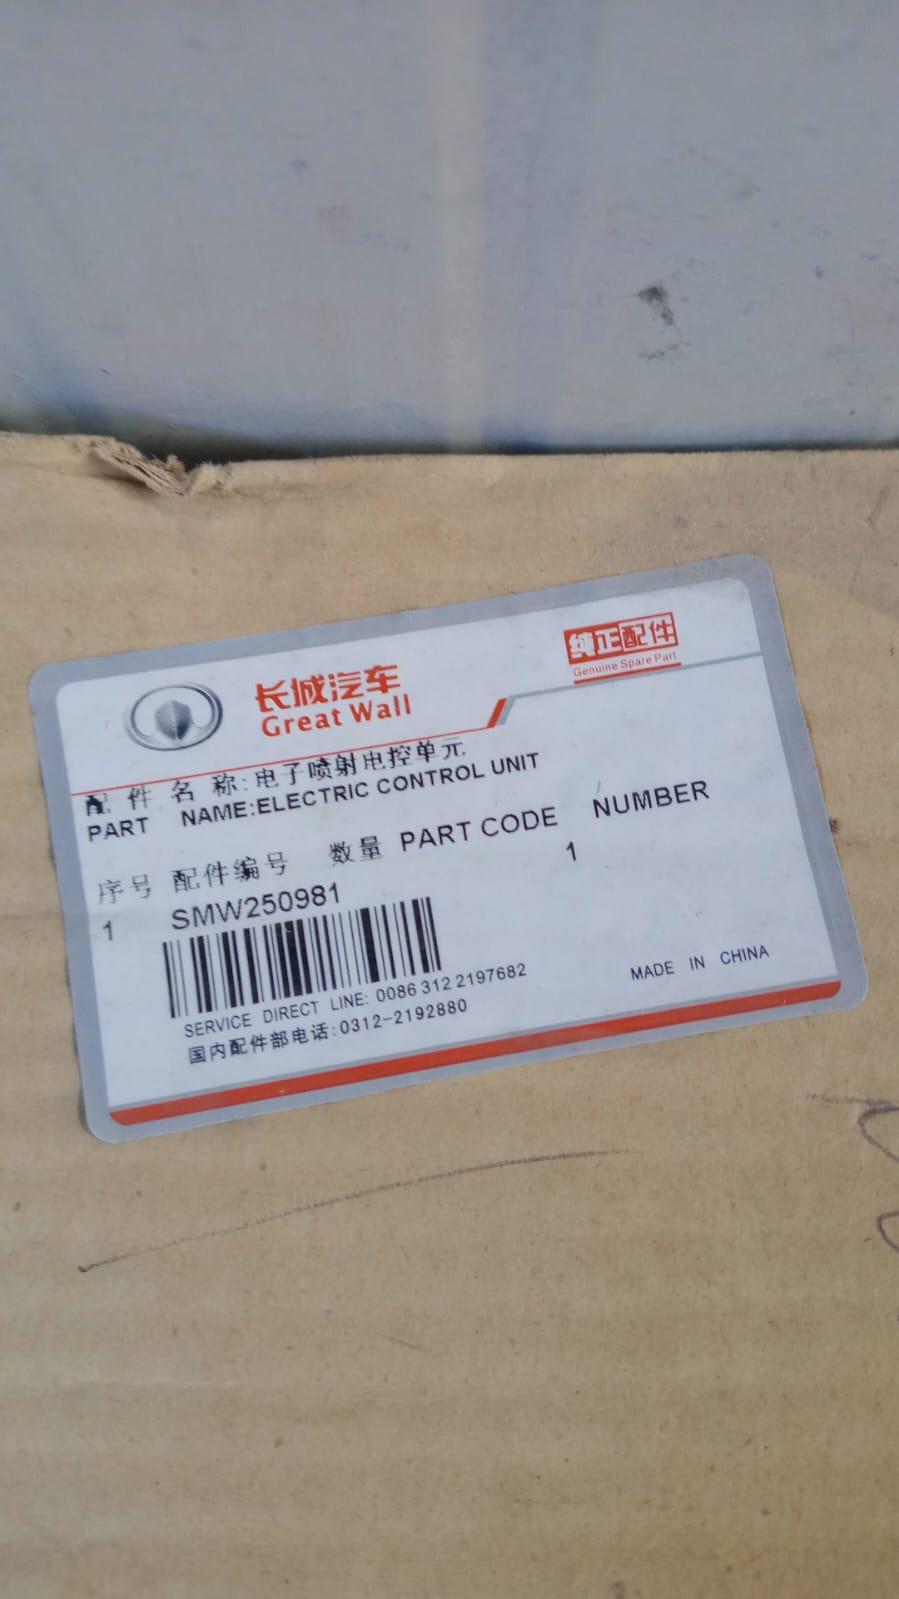 长城汽车
Great Wall
纯正配件
Genuine Spare Part
配 件 名 称:电子喷射电控单元
PART NAME:ELECTRIC CONTROL UNIT
序号 配件编号 数量 PART CODE NUMBER
1 SMW250981 1
SERVICE DIRECT LINE: 0086 312 2197682
国内配件部电话:0312-2192880
MADE IN CHINA